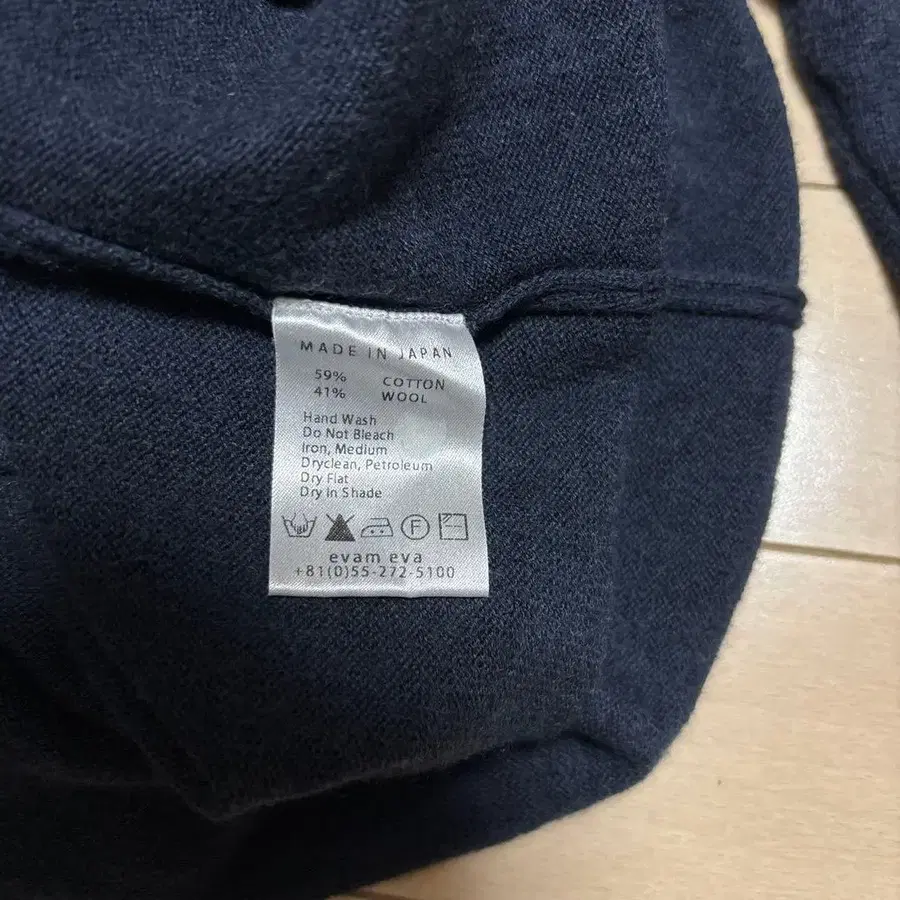 MADE IN JAPAN
59% COTTON
41% WOOL
Hand Wash
Do Not Bleach
Iron, Medium
Dryclean, Petroleum
Dry Flat
Dry in Shade
F
evam eva
+81(0)55-272-5100